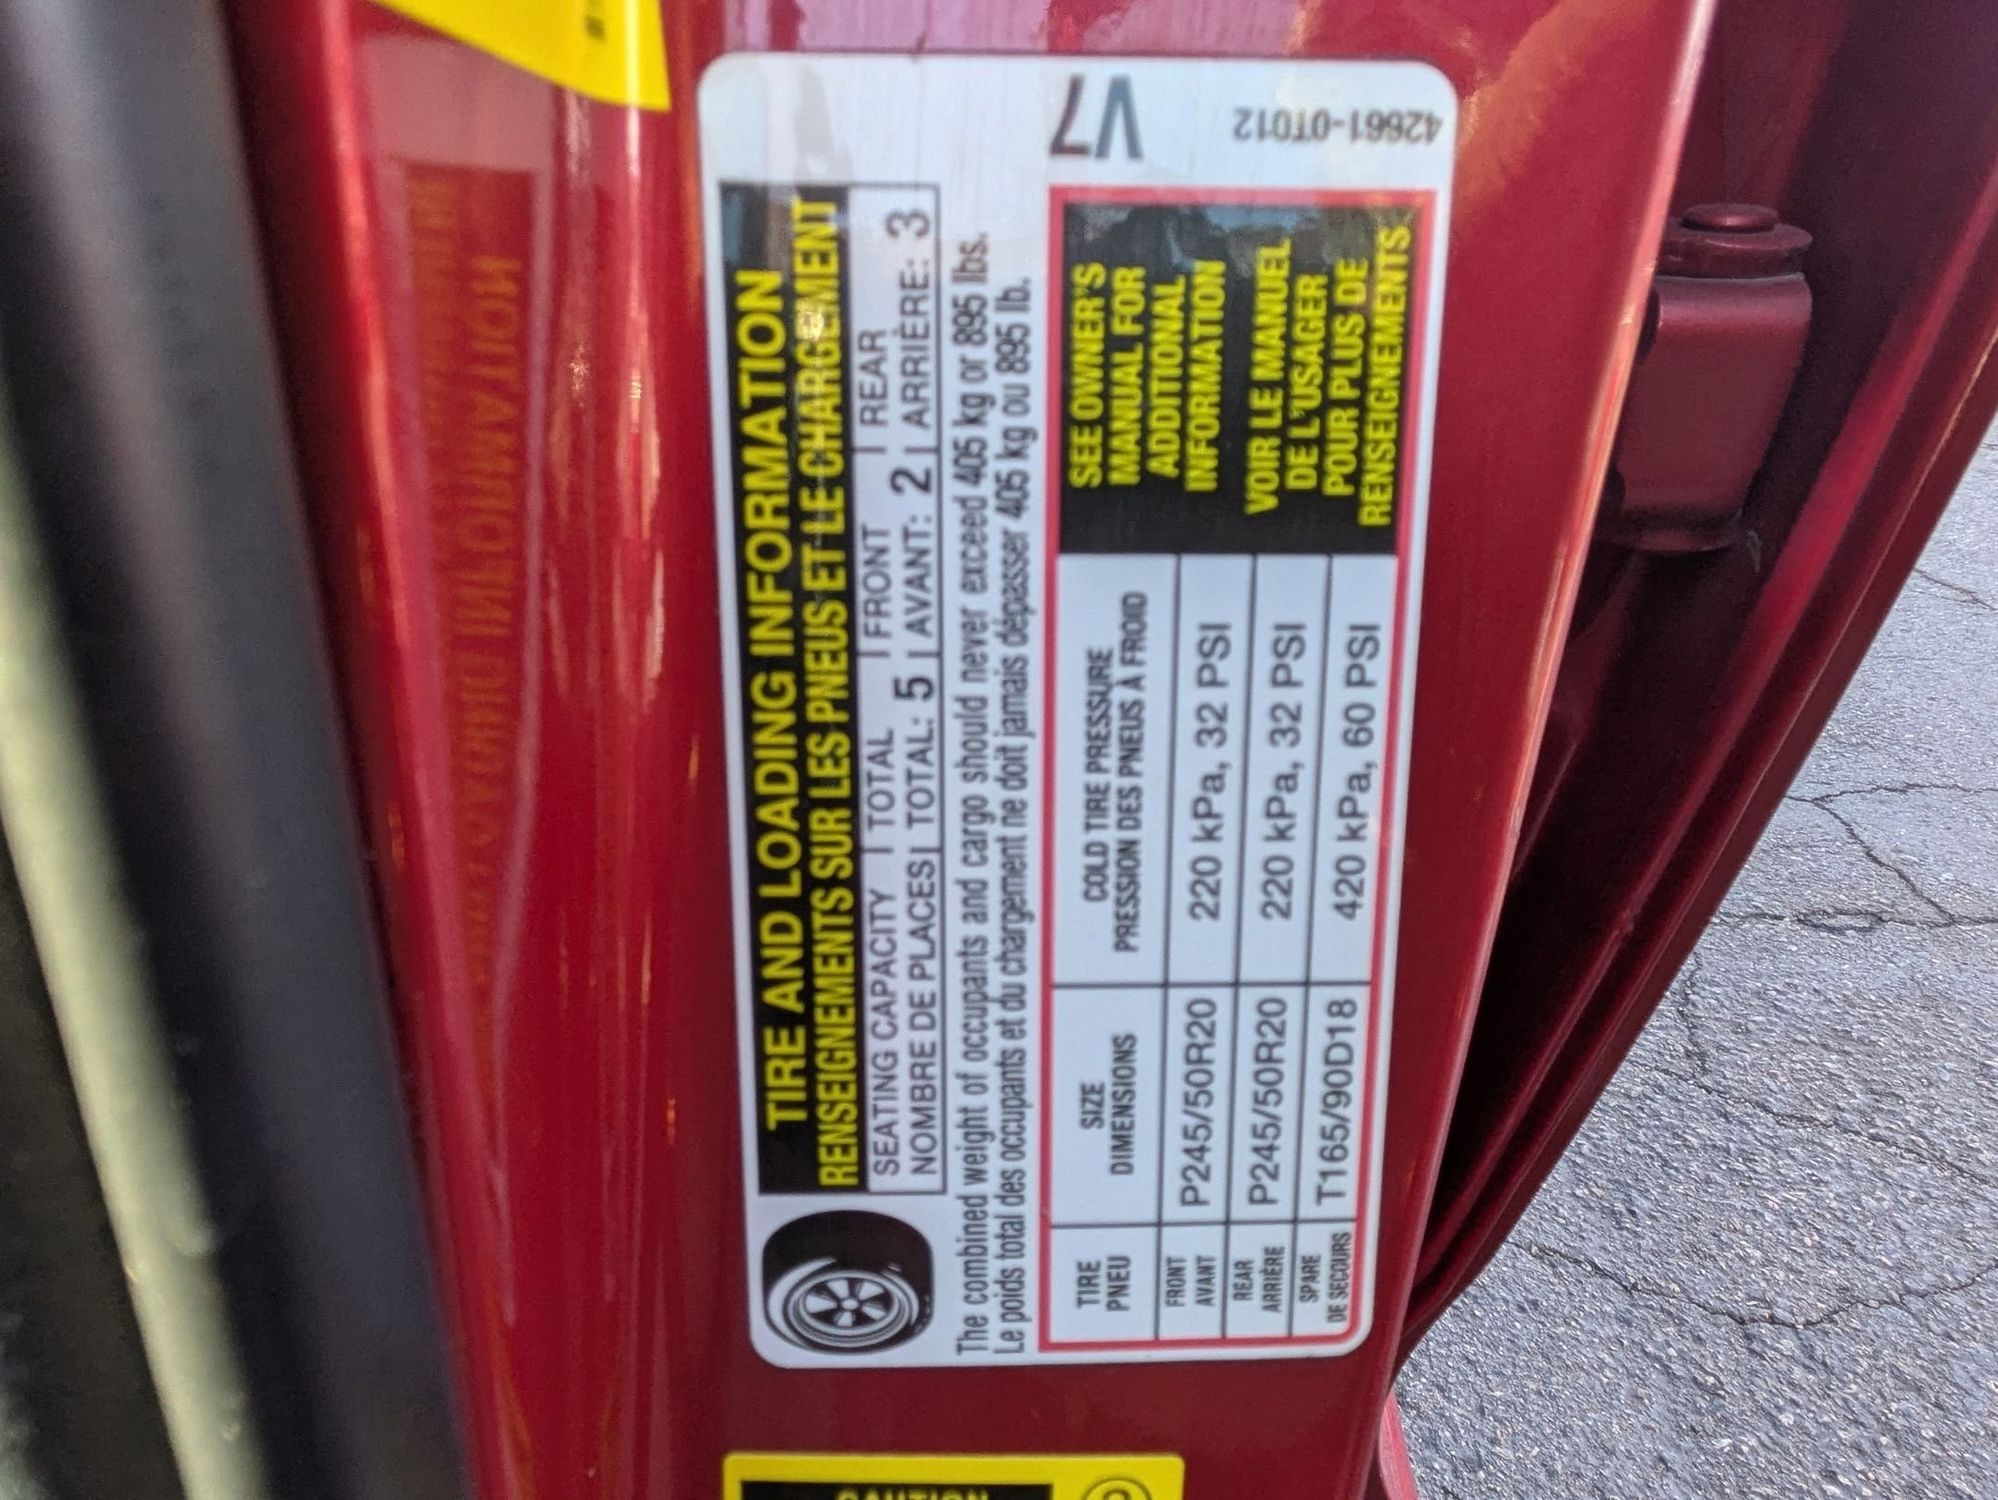 TIRE AND LOADING INFORMATION
RENSEIGNEMENTS SUR LES PNEUS ET LE CHARGEMENT
SEATING CAPACITY | TOTAL | FRONT | REAR
NOMBRE DE PLACES | TOTAL: 5 | AVANT: 2 | ARRIÈRE: 3
The combined weight of occupants and cargo should never exceed 405 kg or 895 lbs.
Le poids total des occupants et du chargement ne doit jamais dépasser 405 kg ou 895 lb.
TIRE
PNEU
SIZE
DIMENSIONS
COLD TIRE PRESSURE
PRESSION DES PNEUS À FROID
FRONT
AVANT
P245/50R20
220 kPa, 32 PSI
REAR
ARRIÈRE
P245/50R20
220 kPa, 32 PSI
SPARE
DE SECOURS
T165/90D18
420 kPa, 60 PSI
SEE OWNER'S
MANUAL FOR
ADDITIONAL
INFORMATION
VOIR LE MANUEL
DE L'USAGER
POUR PLUS DE
RENSEIGNEMENTS
V7
42661-0T012
CAUTION